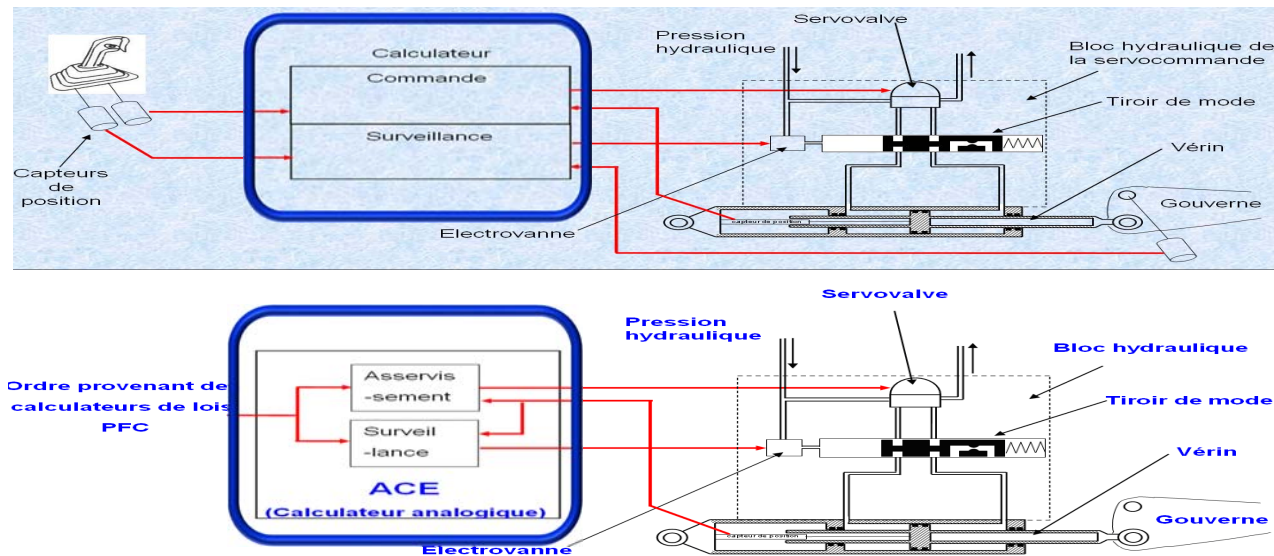 Servovalve
Pression
hydraulique
Calculateur
Bloc hydraulique de
la servocommande
Commande
Tiroir de mode
Surveillance
Vérin
Capteurs
de
position
capteur de position
Gouverne
Electrovanne
Servovalve
Pression
hydraulique
Bloc hydraulique
Ordre provenant de
calculateurs de lois
PFC
Asservis
-sement
Tiroir de mode
Surveil
-lance
Vérin
ACE
(Calculateur analogique)
Gouverne
capteur de position
Electrovanne